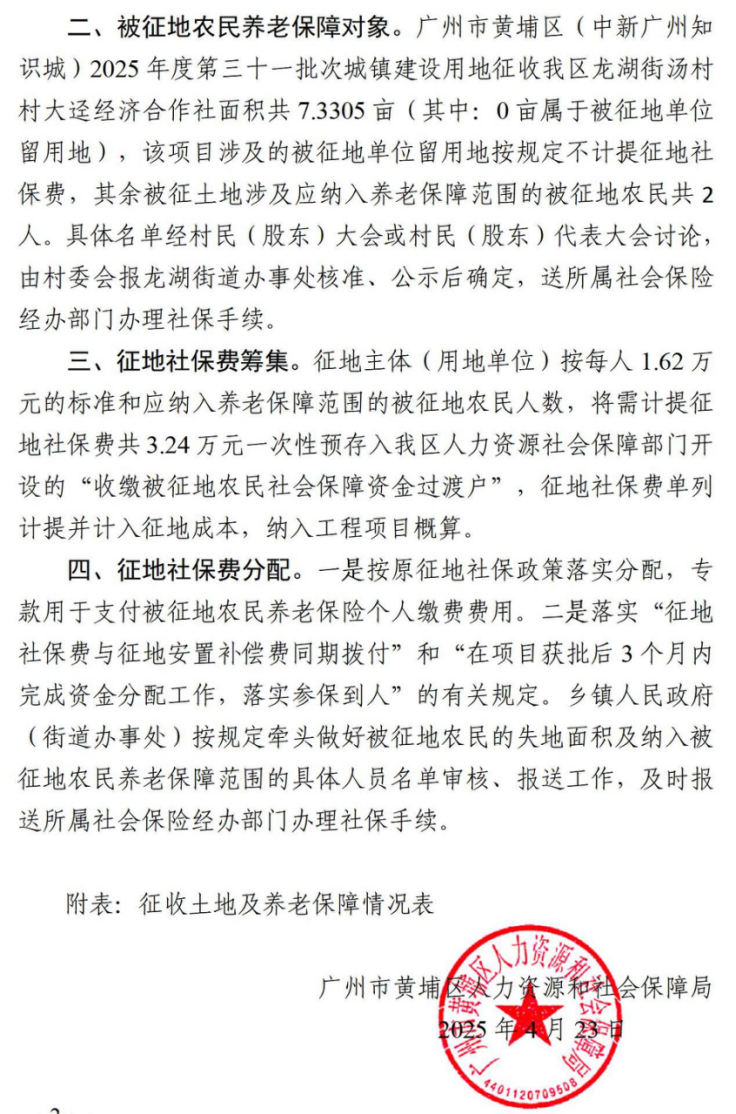 二、被征地农民养老保障对象。广州市黄埔区（中新广州知
识城）2025 年度第三十一批次城镇建设用地征收我区龙湖街汤村
村大迳经济合作社面积共 7.3305 亩（其中：0 亩属于被征地单位
留用地），该项目涉及的被征地单位留用地按规定不计提征地社
保费，其余被征土地涉及应纳入养老保障范围的被征地农民共 2
人。具体名单经村民（股东）大会或村民（股东）代表大会讨论，
由村委会报龙湖街道办事处核准、公示后确定，送所属社会保险
经办部门办理社保手续。
三、征地社保费筹集。征地主体（用地单位）按每人 1.62 万
元的标准和应纳入养老保障范围的被征地农民人数，将需计提征
地社保费共 3.24 万元一次性预存入我区人力资源社会保障部门开
设的“收缴被征地农民社会保障资金过渡户”，征地社保费单列
计提并计入征地成本，纳入工程项目概算。
四、征地社保费分配。一是按原征地社保政策落实分配，专
款用于支付被征地农民养老保险个人缴费费用。二是落实“征地
社保费与征地安置补偿费同期拨付”和“在项目获批后 3 个月内
完成资金分配工作，落实参保到人”的有关规定。乡镇人民政府
（街道办事处）按规定牵头做好被征地农民的失地面积及纳入被
征地农民养老保障范围的具体人员名单审核、报送工作，及时报
送所属社会保险经办部门办理社保手续。
附表：征收土地及养老保障情况表
广州市黄埔区人力资源和社会保障局
2025 年 4 月 23 日
广州市黄埔区人力资源和社会保障局
4401120709508